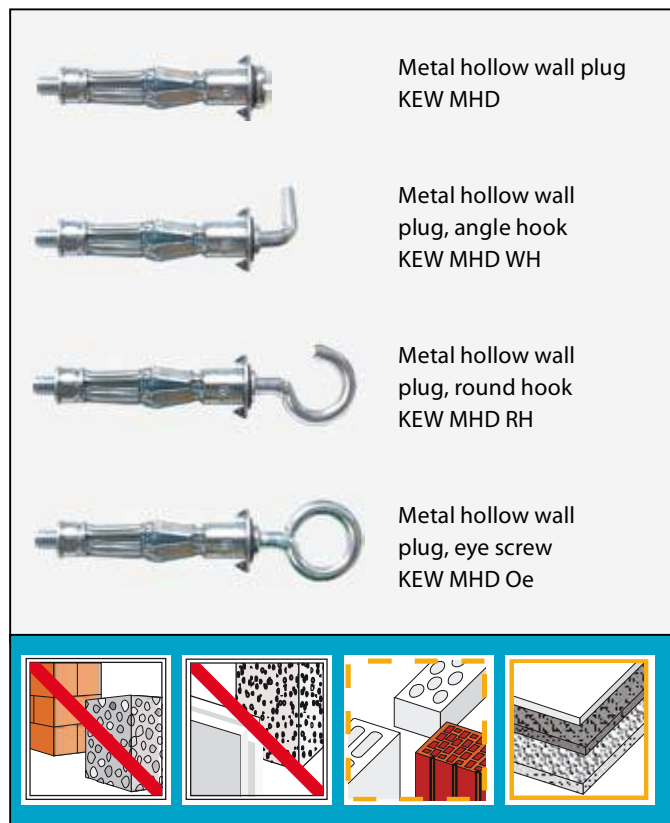 Metal hollow wall plug
KEW MHD
Metal hollow wall
plug, angle hook
KEW MHD WH
Metal hollow wall
plug, round hook
KEW MHD RH
Metal hollow wall
plug, eye screw
KEW MHD Oe